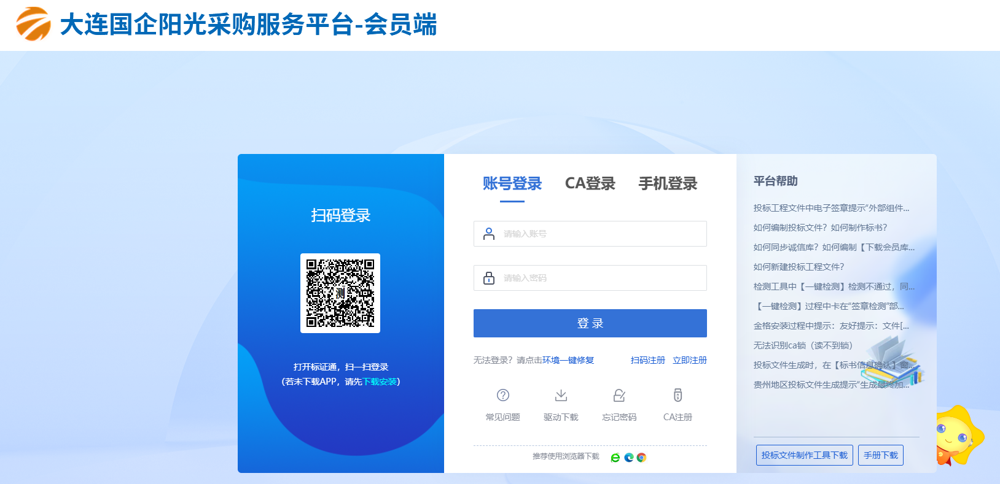 大连国企阳光采购服务平台-会员端
扫码登录
测
打开标证通，扫一扫登录
(若未下载APP，请先下载安装)
账号登录 CA登录 手机登录
请输入账号
请输入密码
登 录
无法登录？请点击环境一键修复 扫码注册 立即注册
常见问题 驱动下载 忘记密码 CA注册
推荐使用浏览器下载
平台帮助
投标工程文件中电子签章提示“外部组件...
如何编制投标文件？如何制作标书？
如何同步诚信库？如何编制【下载会员库...
如何新建投标工程文件？
检测工具中【一键检测】检测不通过，同...
【一键检测】过程中卡在“签章检测”部...
金格安装过程中提示：友好提示：文件[...
无法识别ca锁（读不到锁）
投标文件生成时，在【标书信息确认】窗...
贵州地区投标文件生成提示“生成最终加...
投标文件制作工具下载 手册下载